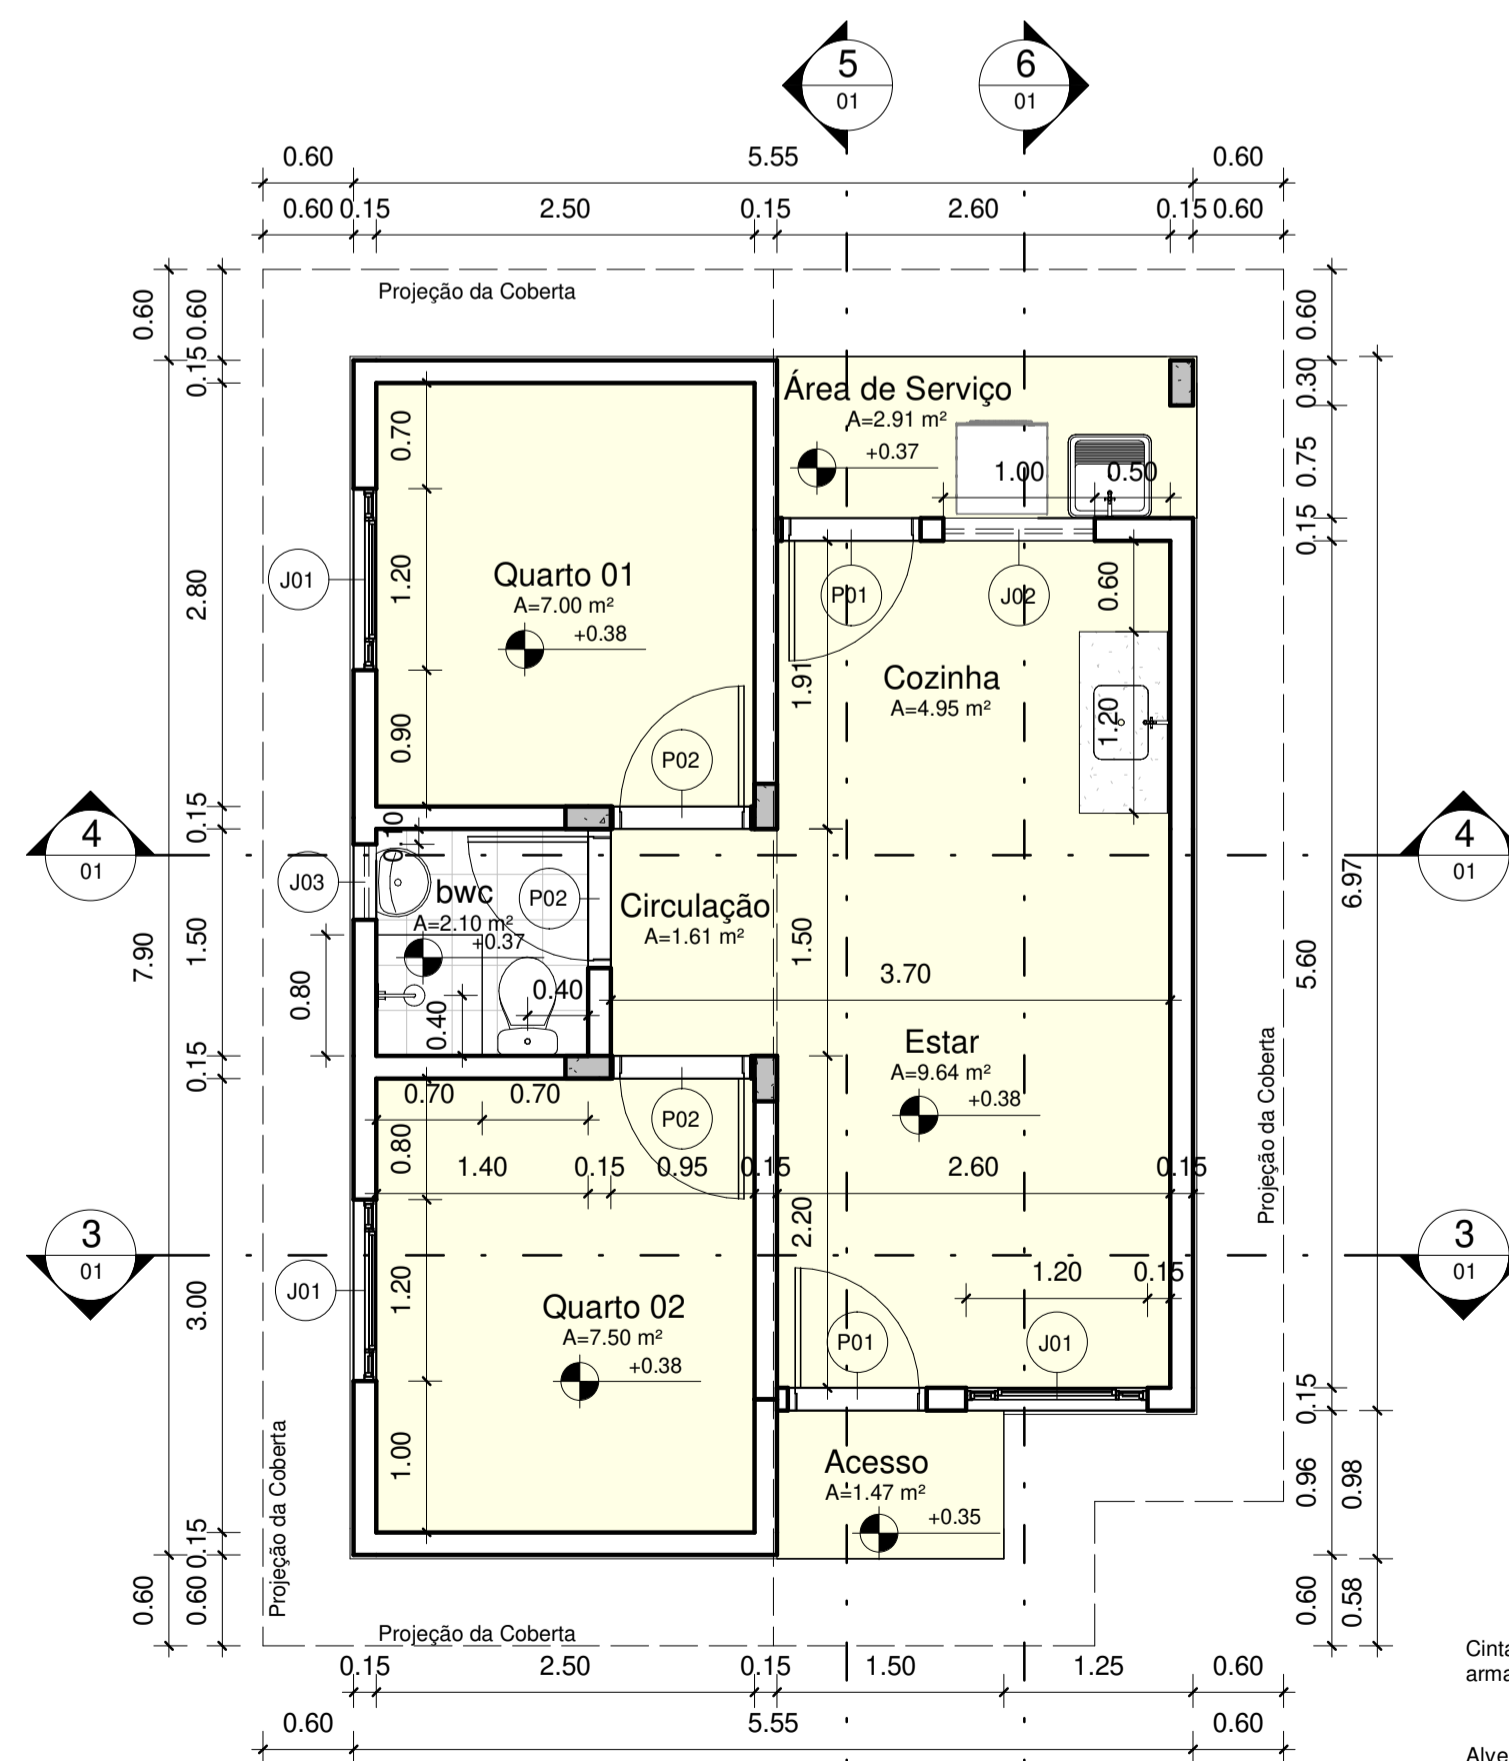 5
01
6
01
0.60
5.55
0.60
0.60 0.15
2.50
0.15
2.60
0.15 0.60
Projeção da Coberta
0.60
0.60
0.15
0.60
0.30
0.75
0.15
Área de Serviço
A=2.91 m²
+0.37
1.00
0.50
0.70
1.20
0.90
2.80
J01
Quarto 01
A=7.00 m²
+0.38
P02
P01
J02
0.60
1.91
Cozinha
A=4.95 m²
1.20
0.15
0.10
4
01
4
01
J03
bwc
A=2.10 m²
+0.37
P02
Circulação
A=1.61 m²
6.97
7.90
1.50
1.50
5.60
0.80
0.40
0.40
3.70
Estar
A=9.64 m²
+0.38
0.15
0.70
0.70
P02
0.80
1.40
0.15
0.95
0.15
2.60
0.15
Projeção da Coberta
2.20
3
01
3
01
1.20
0.15
J01
3.00
1.20
Quarto 02
A=7.50 m²
+0.38
P01
J01
0.15
1.00
Acesso
A=1.47 m²
+0.35
0.96
0.98
Projeção da Coberta
0.15
0.60
0.60
0.60
0.58
Projeção da Coberta
0.15
2.50
0.15
1.50
1.25
0.60
0.60
5.55
0.60
Cinta
arma
Alve